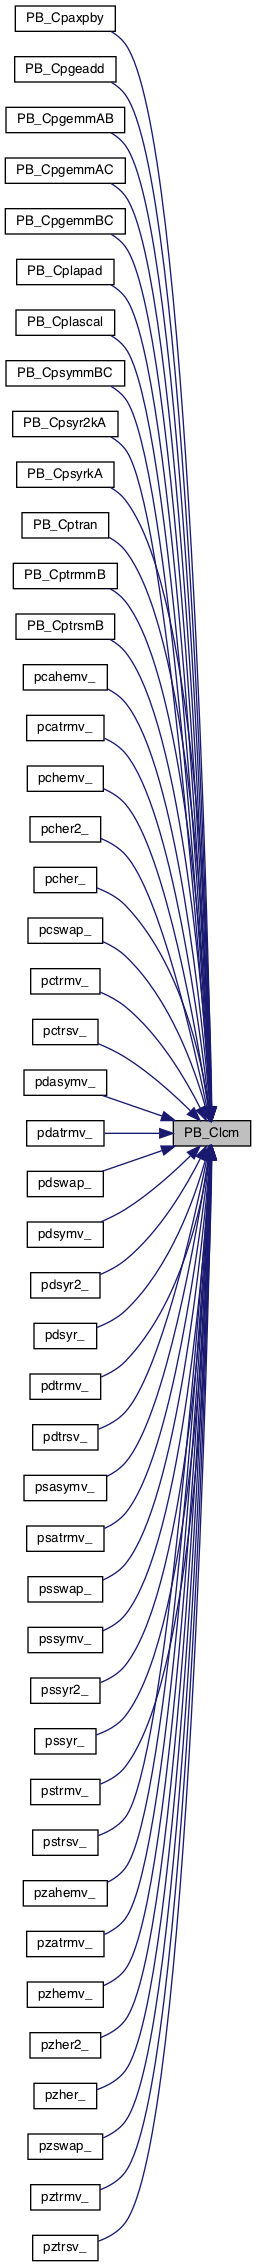 PB_Cpaxpby
PB_Cpgeadd
PB_CpgemmAB
PB_CpgemmAC
PB_CpgemmBC
PB_Cplapad
PB_Cplascal
PB_CpsymmBC
PB_Cpsyr2kA
PB_CpsyrkA
PB_Cptran
PB_CptrmmB
PB_CptrsmB
pcahemv_
pcatrmv_
pchemv_
pcher2_
pcher_
pcswap_
pctrmv_
pctrsv_
pdasymv_
pdatrmv_
PB_Clcm
pdswap_
pdsymv_
pdsyr2_
pdsyr_
pdtrmv_
pdtrsv_
psasymv_
psatrmv_
psswap_
pssymv_
pssyr2_
pssyr_
pstrmv_
pstrsv_
pzahemv_
pzatrmv_
pzhemv_
pzher2_
pzher_
pzswap_
pztrmv_
pztrsv_